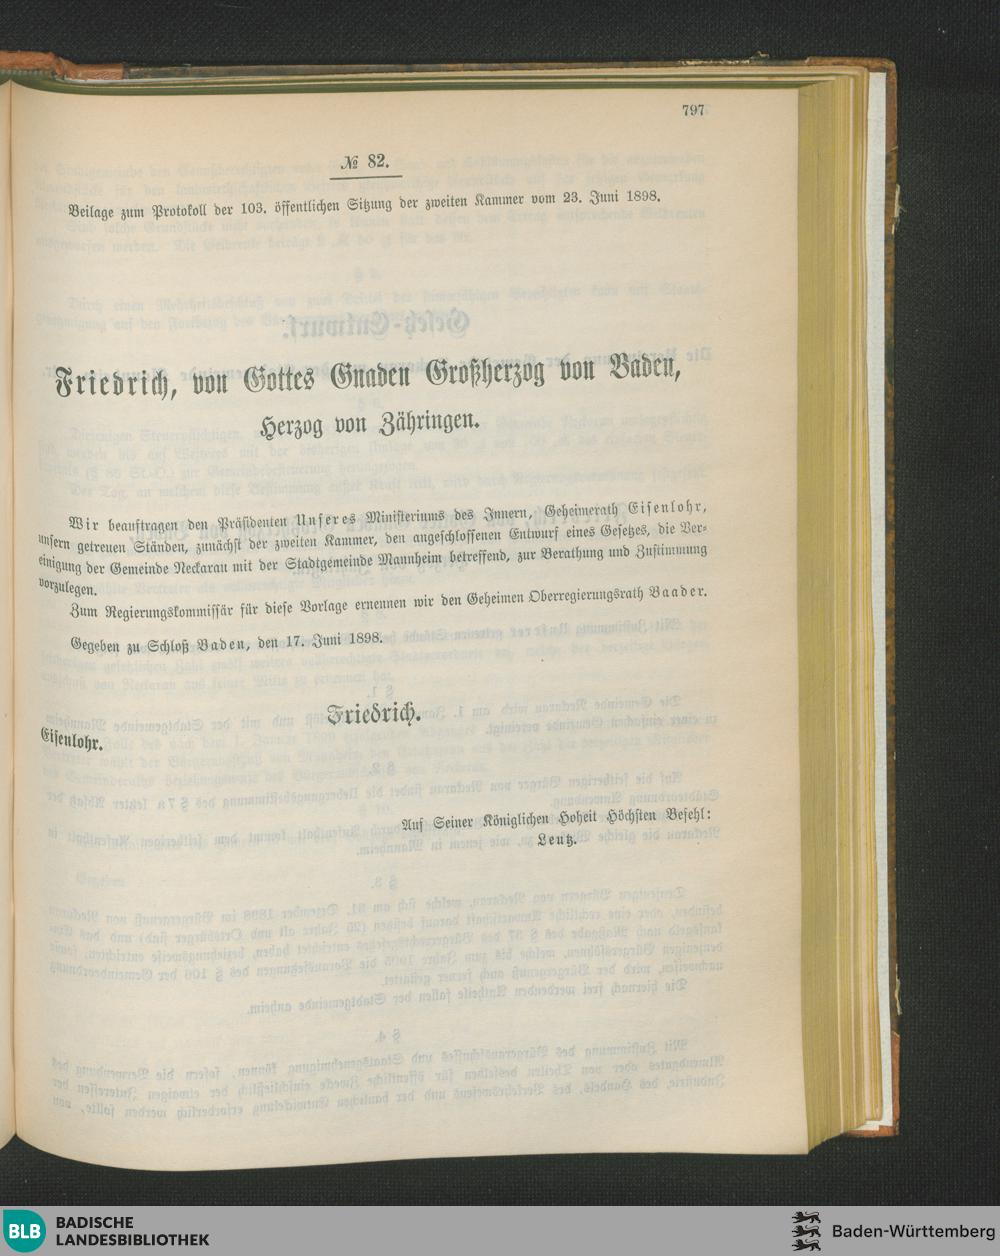 797
№ 82.
Beilage zum Protokoll der 103. öffentlichen Sitzung der zweiten Kammer vom 23. Juni 1898.
Friedrich, von Gottes Gnaden Großherzog von Baden,
Herzog von Zähringen.
Wir beauftragen den Präsidenten Unseres Ministeriums des Innern, Geheimerath Eisenlohr,
unsern getreuen Ständen, zunächst der zweiten Kammer, den angeschlossenen Entwurf eines Gesetzes, die Ver-
einigung der Gemeinde Neckarau mit der Stadtgemeinde Mannheim betreffend, zur Berathung und Zustimmung
vorzulegen.
Zum Regierungskommissär für diese Vorlage ernennen wir den Geheimen Oberregierungsrath Baader.
Gegeben zu Schloß Baden, den 17. Juni 1898.
Friedrich.
Eisenlohr.
Auf Seiner Königlichen Hoheit Höchsten Befehl:
Leutz.
BLB BADISCHE
LANDESBIBLIOTHEK
Baden-Württemberg